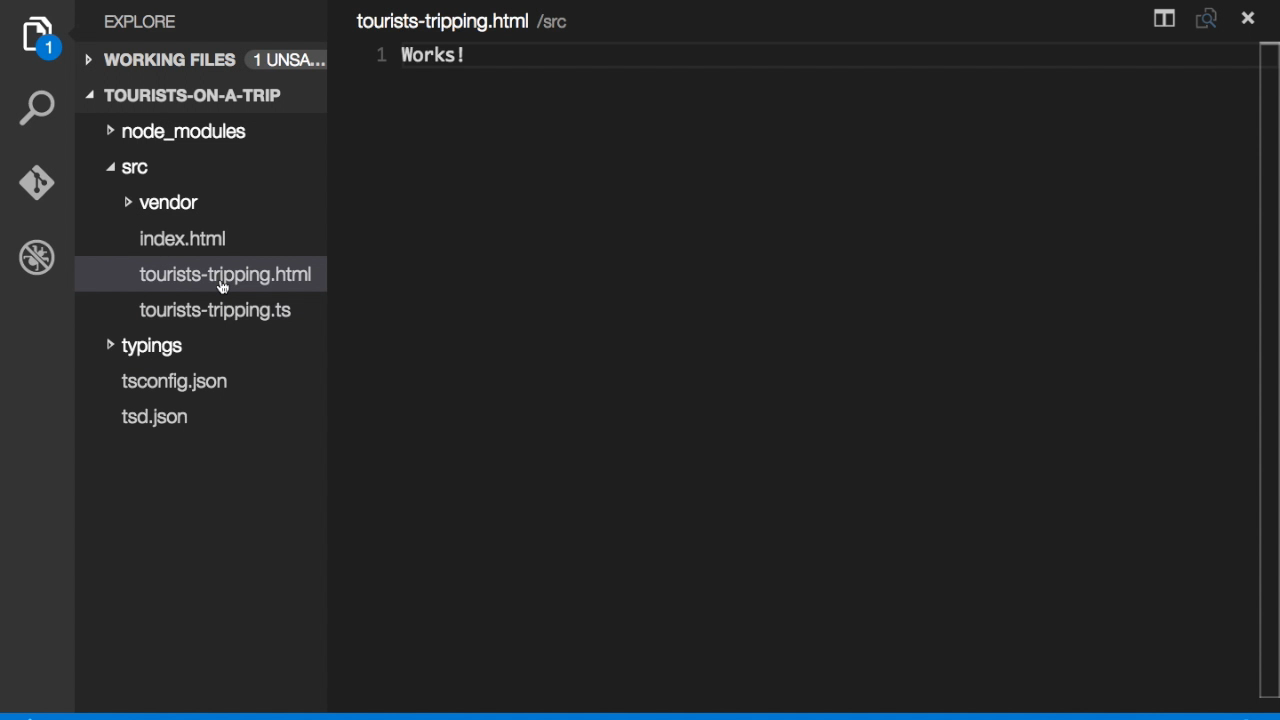 1
EXPLORE
WORKING FILES 1 UNSA...
TOURISTS-ON-A-TRIP
node_modules
src
vendor
index.html
tourists-tripping.html
tourists-tripping.ts
typings
tsconfig.json
tsd.json
tourists-tripping.html /src
1 Works!